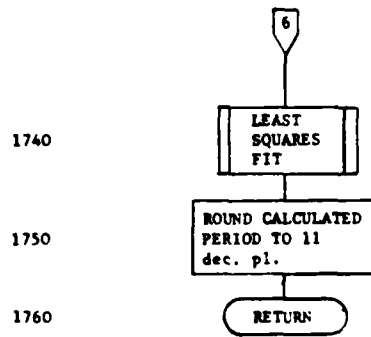 6
1740
LEAST
SQUARES
FIT
1750
ROUND CALCULATED
PERIOD TO 11
dec. pl.
1760
RETURN